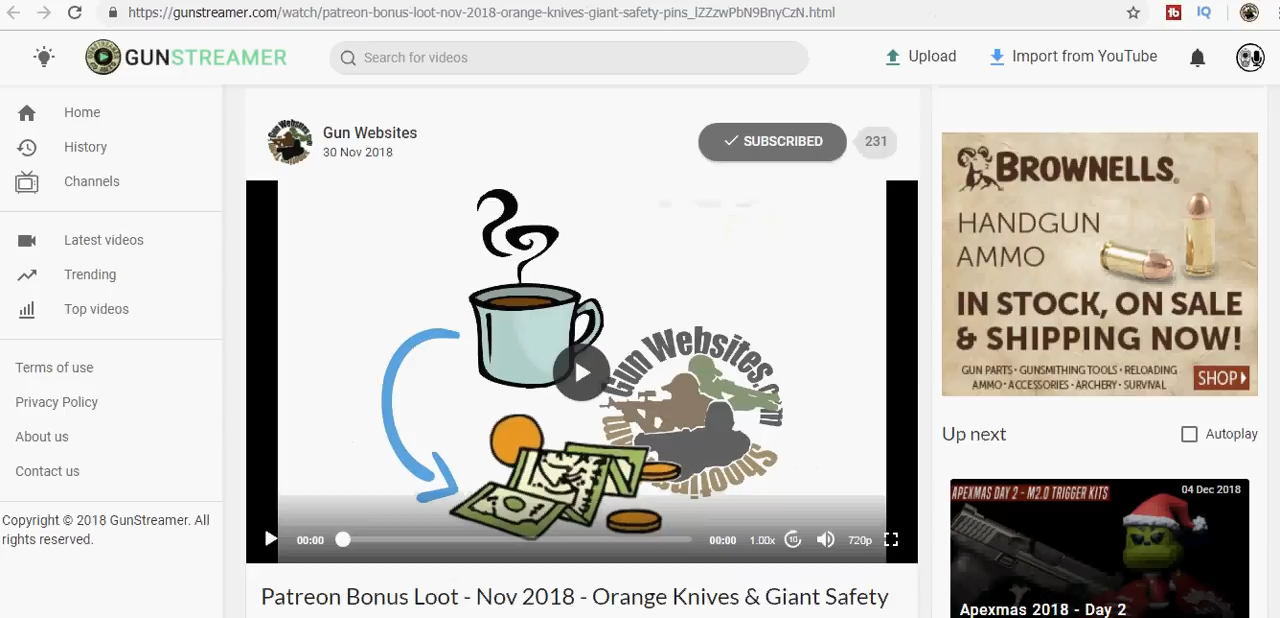 https://gunstreamer.com/watch/patreon-bonus-loot-nov-2018-orange-knives-giant-safety-pins_lZZzwPbN9BnyCzN.html
tb
IQ
GUNSTREAMER
Search for videos
Upload
Import from YouTube
Home
History
Channels
Latest videos
Trending
Top videos
Terms of use
Privacy Policy
About us
Contact us
Copyright © 2018 GunStreamer. All
rights reserved.
Gun Websites
30 Nov 2018
SUBSCRIBED
231
Gun Websites.com
Shooting
00:00
00:00
1.00x
10
720p
Patreon Bonus Loot - Nov 2018 - Orange Knives & Giant Safety
BROWNELLS
HANDGUN
AMMO
IN STOCK, ON SALE
& SHIPPING NOW!
GUN PARTS • GUNSMITHING TOOLS • RELOADING
AMMO • ACCESSORIES • ARCHERY • SURVIVAL
SHOP
Up next
Autoplay
APEXMAS DAY 2 - M2.0 TRIGGER KITS
04 Dec 2018
Apexmas 2018 - Day 2